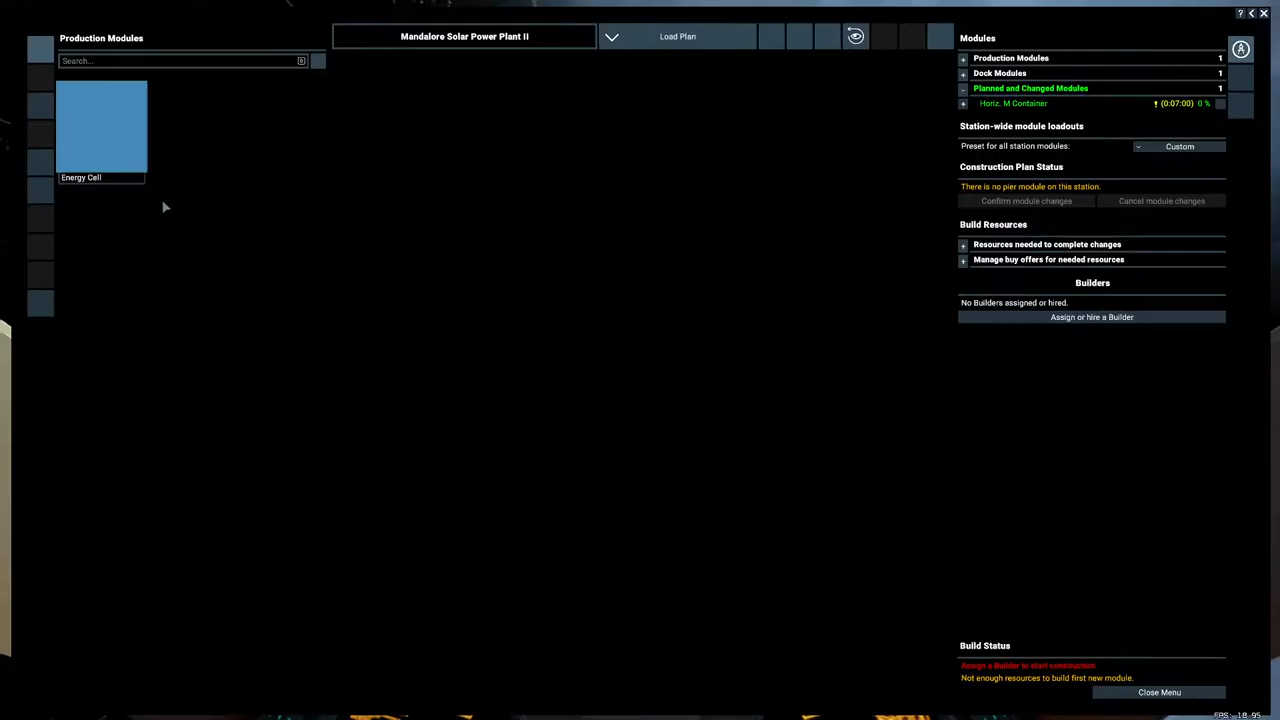 Production Modules
Search...
Energy Cell
Mandalore Solar Power Plant II
Load Plan
?
Modules
+ Production Modules 1
+ Dock Modules 1
- Planned and Changed Modules 1
+ Horiz. M Container ! (0:07:00) 0 %
Station-wide module loadouts
Preset for all station modules: Custom
Construction Plan Status
There is no pier module on this station.
Confirm module changes Cancel module changes
Build Resources
+ Resources needed to complete changes
+ Manage buy offers for needed resources
Builders
No Builders assigned or hired.
Assign or hire a Builder
Build Status
Assign a Builder to start construction.
Not enough resources to build first new module.
Close Menu
FPS: 18.95